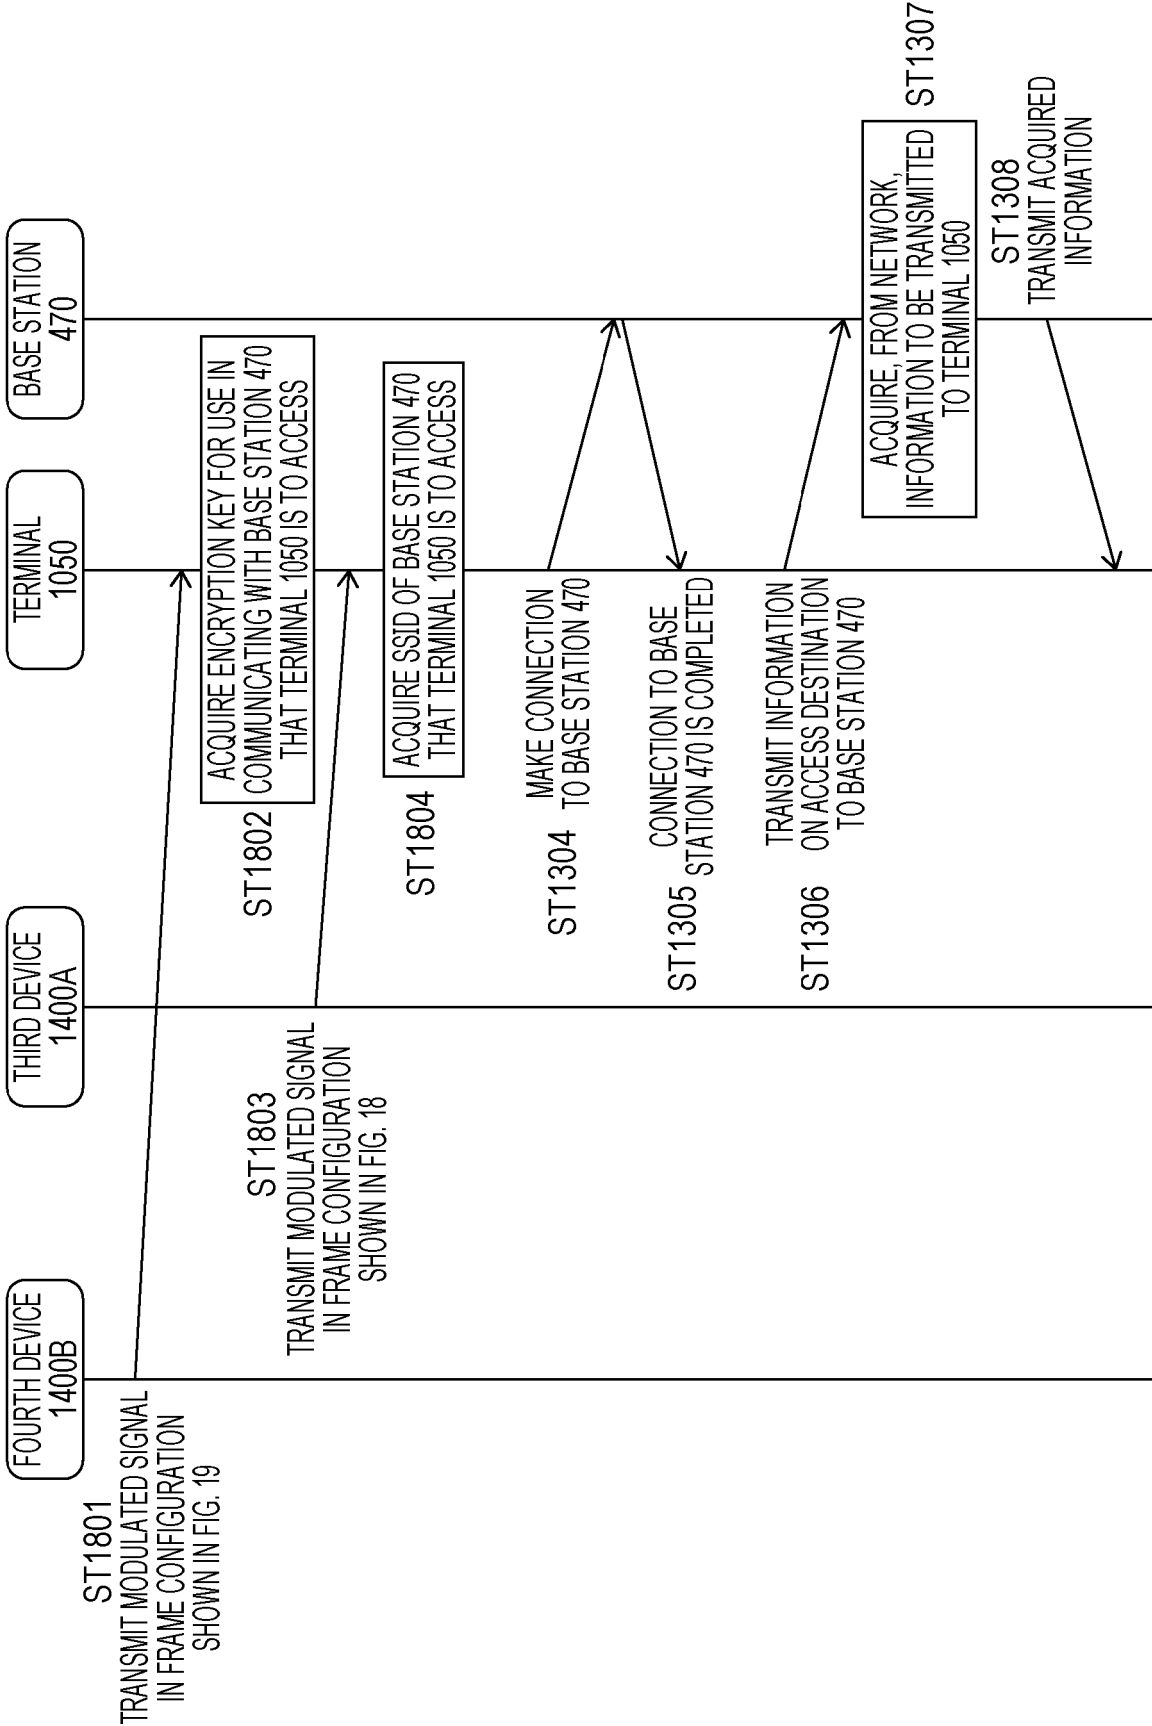 FOURTH DEVICE
1400B
THIRD DEVICE
1400A
TERMINAL
1050
BASE STATION
470
ST1801
TRANSMIT MODULATED SIGNAL
IN FRAME CONFIGURATION
SHOWN IN FIG. 19
ST1802
ACQUIRE ENCRYPTION KEY FOR USE IN
COMMUNICATING WITH BASE STATION 470
THAT TERMINAL 1050 IS TO ACCESS
ST1803
TRANSMIT MODULATED SIGNAL
IN FRAME CONFIGURATION
SHOWN IN FIG. 18
ST1804
ACQUIRE SSID OF BASE STATION 470
THAT TERMINAL 1050 IS TO ACCESS
ST1304
MAKE CONNECTION
TO BASE STATION 470
ST1305
CONNECTION TO BASE
STATION 470 IS COMPLETED
ST1306
TRANSMIT INFORMATION
ON ACCESS DESTINATION
TO BASE STATION 470
ACQUIRE, FROM NETWORK,
INFORMATION TO BE TRANSMITTED
TO TERMINAL 1050
ST1307
ST1308
TRANSMIT ACQUIRED
INFORMATION